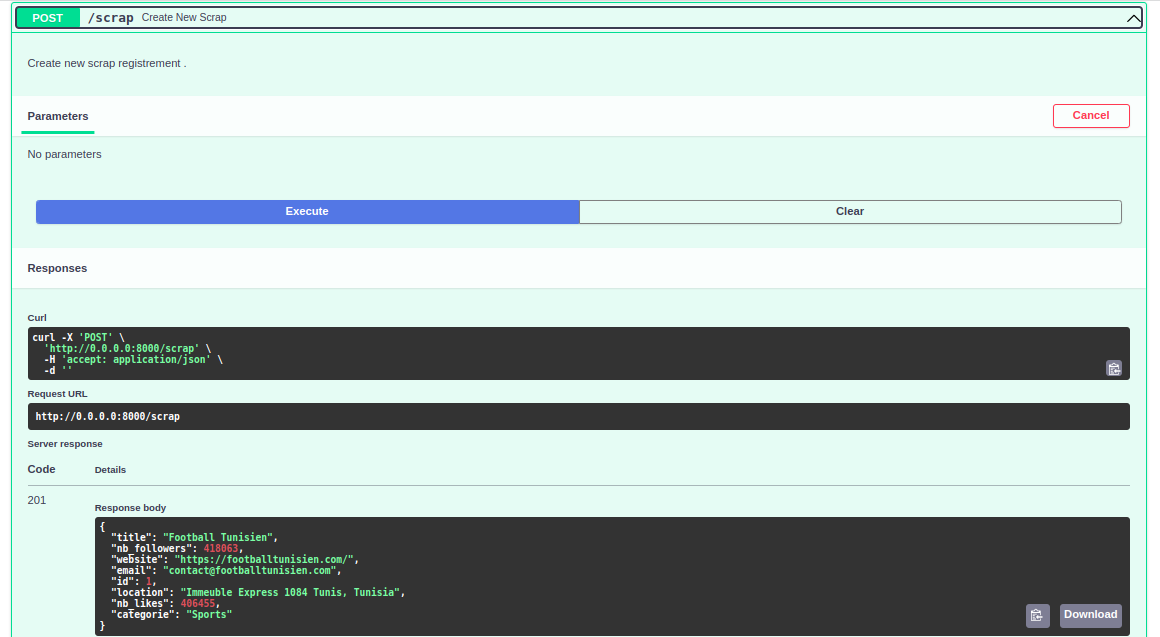 POST /scrap Create New Scrap
Create new scrap registrement .
Parameters
Cancel
No parameters
Execute
Clear
Responses
Curl
curl -X 'POST' \
  'http://0.0.0.0:8000/scrap' \
  -H 'accept: application/json' \
  -d ''
Request URL
http://0.0.0.0:8000/scrap
Server response
Code Details
201
Response body
{
  "title": "Football Tunisien",
  "nb_followers": 418063,
  "website": "https://footballtunisien.com/",
  "email": "contact@footballtunisien.com",
  "id": 1,
  "location": "Immeuble Express 1084 Tunis, Tunisia",
  "nb_likes": 406455,
  "categorie": "Sports"
}
Download